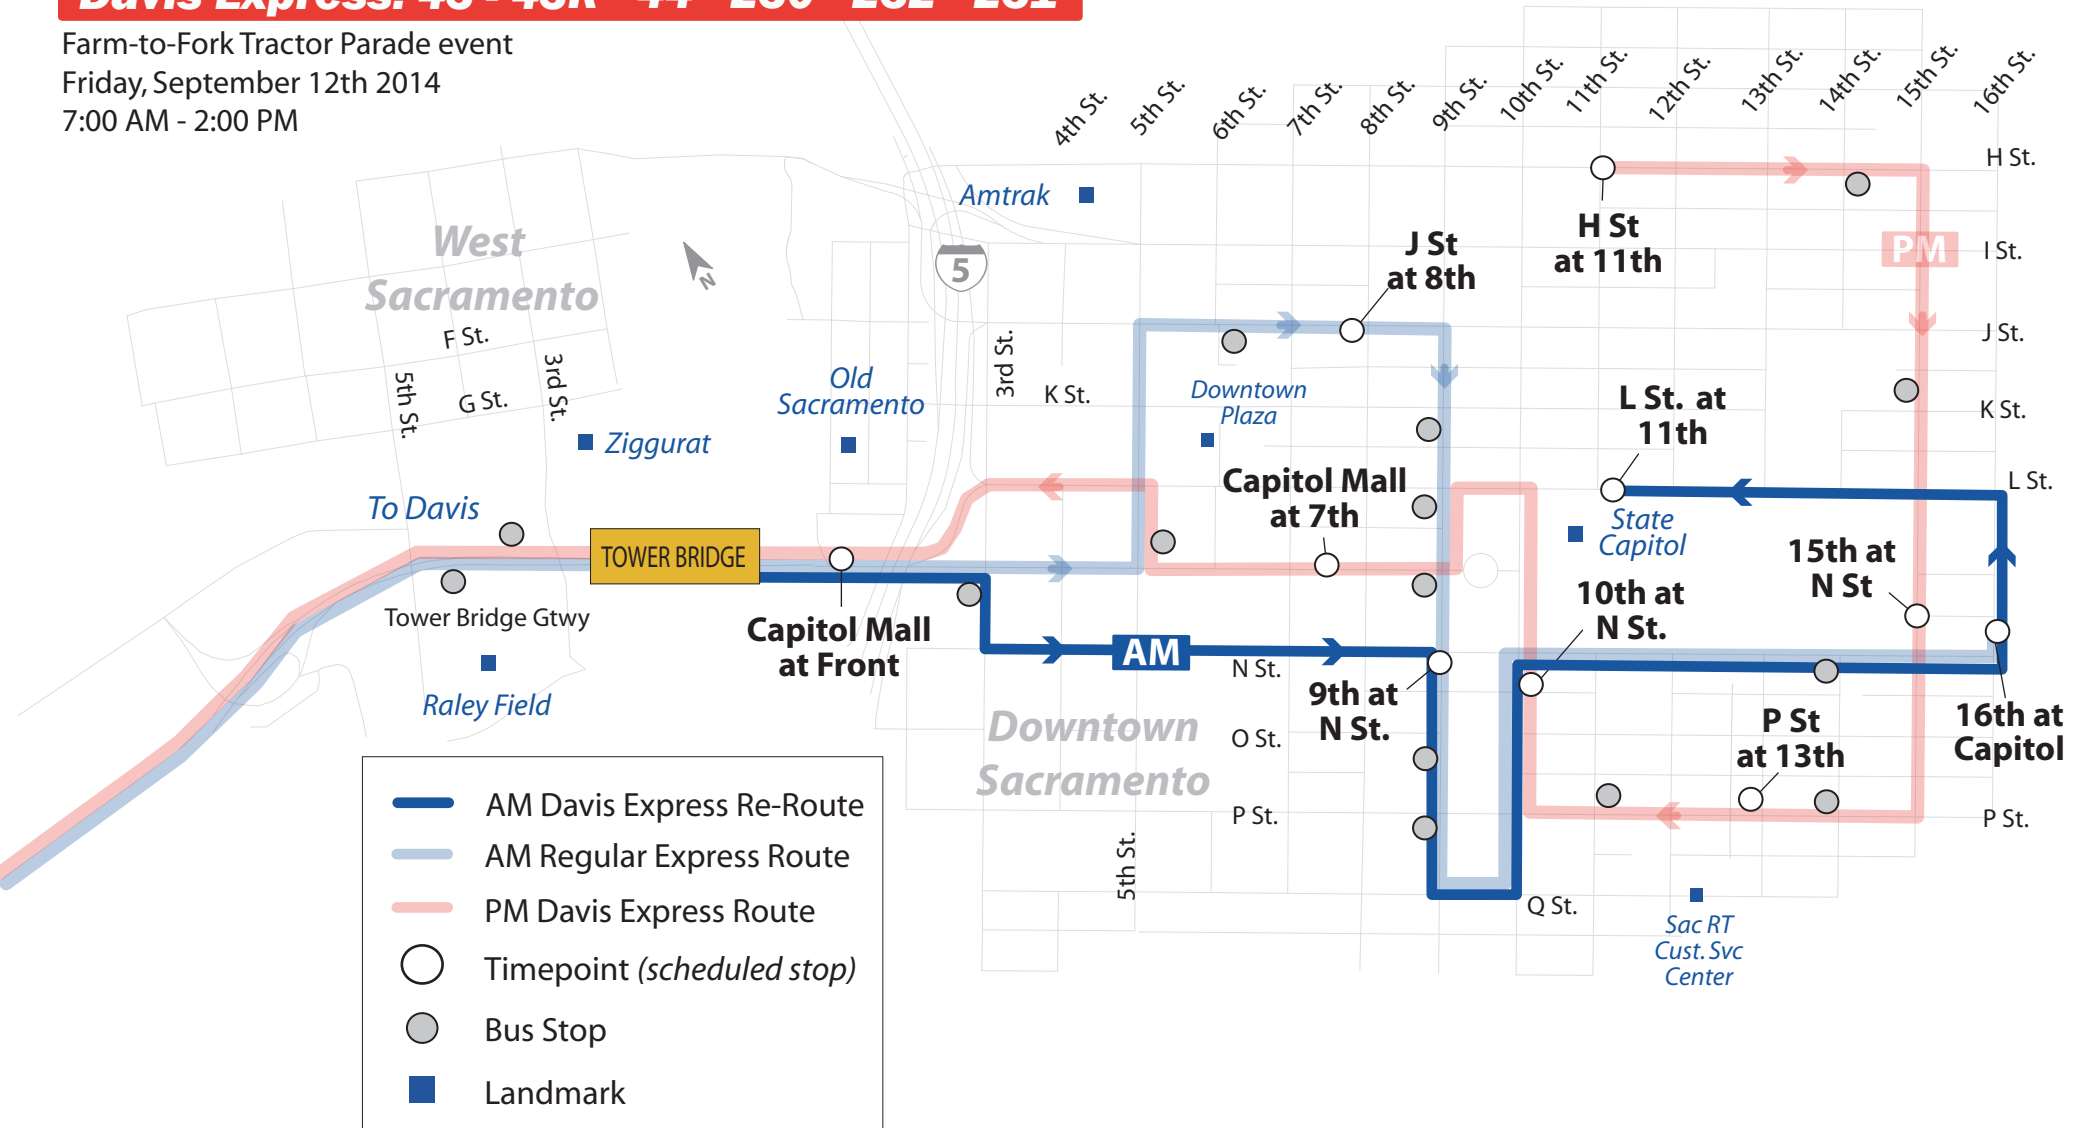 Davis Express:
Farm-to-Fork Tractor Parade event
Friday, September 12th 2014
7:00 AM - 2:00 PM
4th St.
5th St.
6th St.
7th St.
8th St.
9th St.
10th St.
11th St.
12th St.
13th St.
14th St.
15th St.
16th St.
H St.
I St.
J St.
K St.
L St.
P St.
Amtrak
West
Sacramento
N
5
F St.
G St.
5th St.
3rd St.
3rd St.
K St.
J St
at 8th
H St
at 11th
PM
Old
Sacramento
Downtown
Plaza
Ziggurat
L St. at
11th
To Davis
TOWER BRIDGE
Capitol Mall
at 7th
State
Capitol
15th at
N St
10th at
N St.
Tower Bridge Gtwy
Capitol Mall
at Front
AM
N St.
9th at
N St.
Raley Field
Downtown
Sacramento
O St.
P St.
P St
at 13th
16th at
Capitol
5th St.
Q St.
Sac RT
Cust. Svc
Center
AM Davis Express Re-Route
AM Regular Express Route
PM Davis Express Route
Timepoint (scheduled stop)
Bus Stop
Landmark